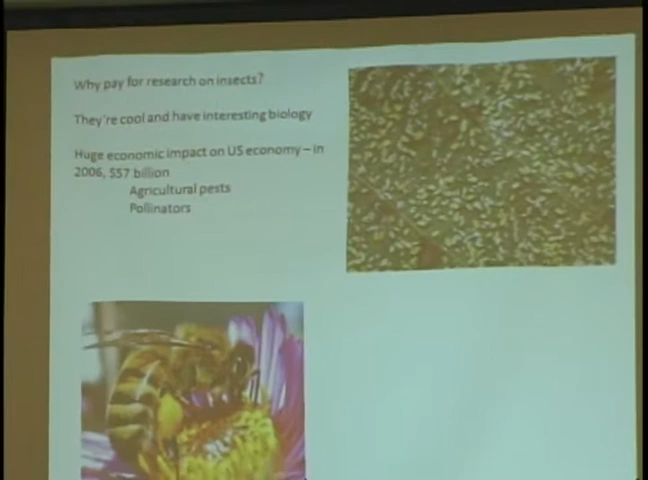 Why pay for research on insects?
They're cool and have interesting biology
Huge economic impact on US economy – in
2006, $57 billion
Agricultural pests
Pollinators